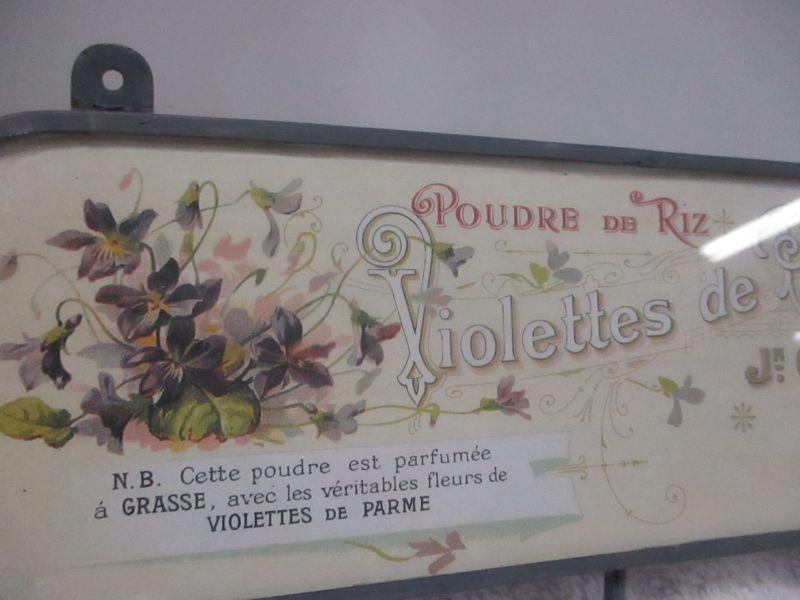 POUDRE DE RIZ
Violettes de
N.B. Cette poudre est parfumée
á GRASSE, avec les véritables fleurs de
VIOLETTES DE PARME